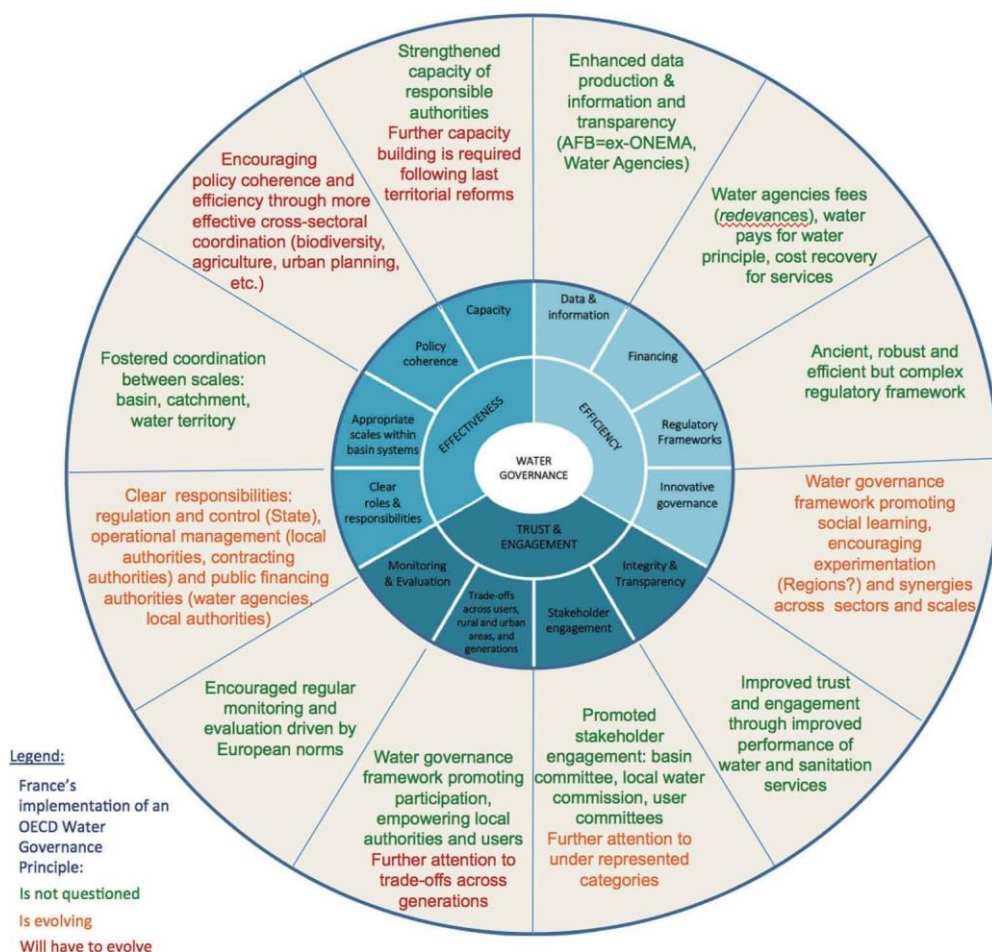 Strengthened
capacity of
responsible
authorities
Further capacity
building is required
following last
territorial reforms
Enhanced data
production &
information and
transparency
(AFB=ex-ONEMA,
Water Agencies)
Water agencies fees
(redevances), water
pays for water
principle, cost recovery
for services
Ancient, robust and
efficient but complex
regulatory framework
Water governance
framework promoting
social learning,
encouraging
experimentation
(Regions?) and synergies
across sectors and scales
Improved trust
and engagement
through improved
performance of
water and sanitation
services
Promoted
stakeholder
engagement: basin
committee, local water
commission, user
committees
Further attention to
under represented
categories
Water governance
framework promoting
participation,
empowering local
authorities and users
Further attention to
trade-offs across
generations
Encouraged regular
monitoring and
evaluation driven by
European norms
Clear responsibilities:
regulation and control (State),
operational management (local
authorities, contracting
authorities) and public financing
authorities (water agencies,
local authorities)
Fostered coordination
between scales:
basin, catchment,
water territory
Encouraging
policy coherence and
efficiency through more
effective cross-sectoral
coordination (biodiversity,
agriculture, urban planning,
etc.)
Capacity
Data &
information
Financing
Regulatory
Frameworks
Innovative
governance
Integrity &
Transparency
Stakeholder
engagement
Trade-offs
across users,
rural and urban
areas, and
generations
Monitoring
& Evaluation
Clear
roles &
responsibilities
Appropriate
scales within
basin systems
Policy
coherence
EFFECTIVENESS
EFFICIENCY
TRUST &
ENGAGEMENT
WATER
GOVERNANCE
Legend:
France's
implementation of an
OECD Water
Governance
Principle:
Is not questioned
Is evolving
Will have to evolve